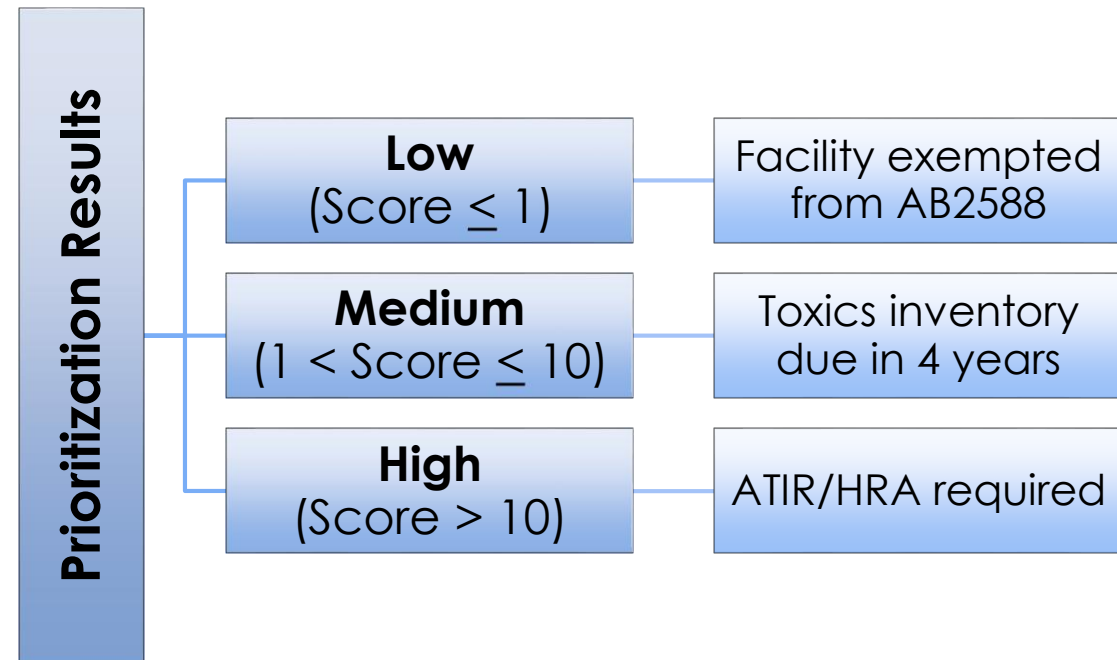 Prioritization Results
Low
(Score ≤ 1)
Facility exempted
from AB2588
Medium
(1 < Score ≤ 10)
Toxics inventory
due in 4 years
High
(Score > 10)
ATIR/HRA required